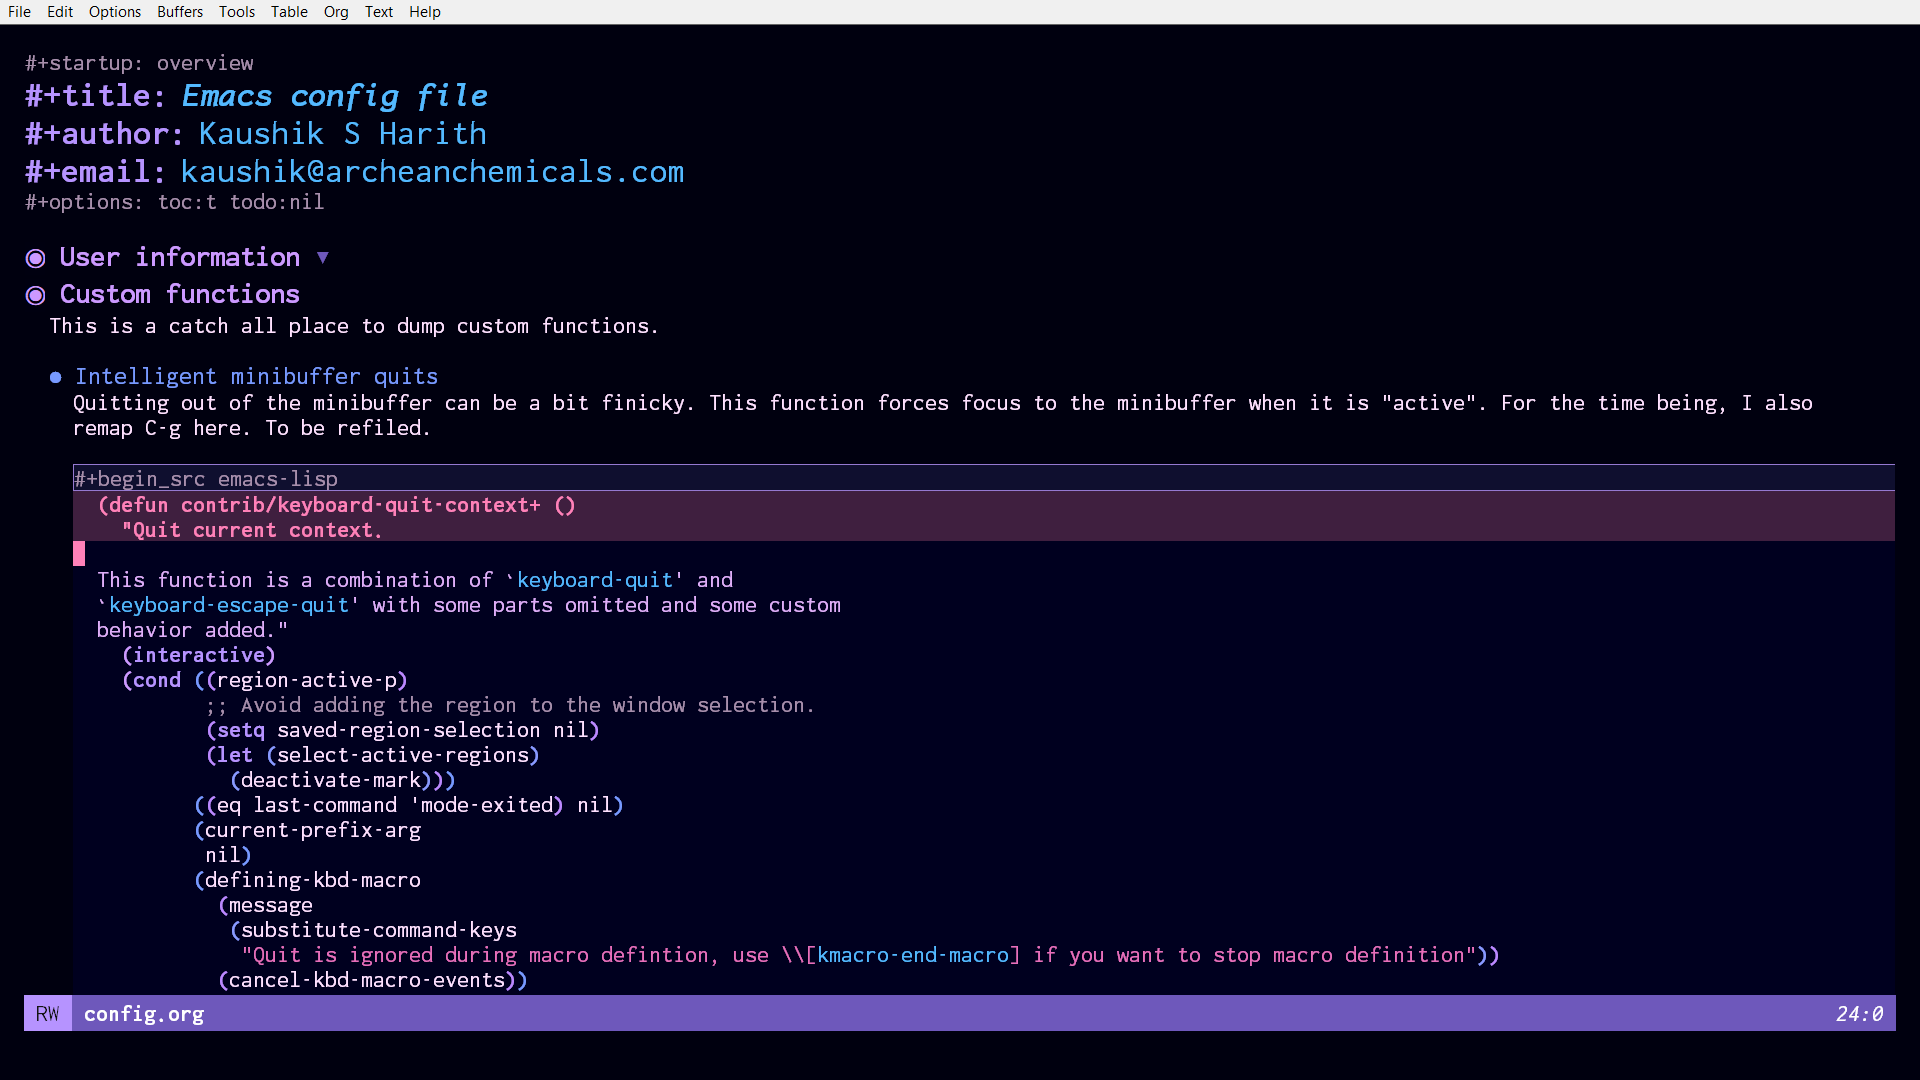 File Edit Options Buffers Tools Table Org Text Help
#+startup: overview
#+title: Emacs config file
#+author: Kaushik S Harith
#+email: kaushik@archeanchemicals.com
#+options: toc:t todo:nil
◉ User information ▼
◉ Custom functions
This is a catch all place to dump custom functions.
● Intelligent minibuffer quits
Quitting out of the minibuffer can be a bit finicky. This function forces focus to the minibuffer when it is "active". For the time being, I also
remap C-g here. To be refiled.
#+begin_src emacs-lisp
(defun contrib/keyboard-quit-context+ ()
"Quit current context.
This function is a combination of `keyboard-quit' and
`keyboard-escape-quit' with some parts omitted and some custom
behavior added."
(interactive)
(cond ((region-active-p)
;; Avoid adding the region to the window selection.
(setq saved-region-selection nil)
(let (select-active-regions)
(deactivate-mark)))
((eq last-command 'mode-exited) nil)
(current-prefix-arg
nil)
(defining-kbd-macro
(message
(substitute-command-keys
"Quit is ignored during macro defintion, use \\[kmacro-end-macro] if you want to stop macro definition"))
(cancel-kbd-macro-events))
RW config.org 24:0